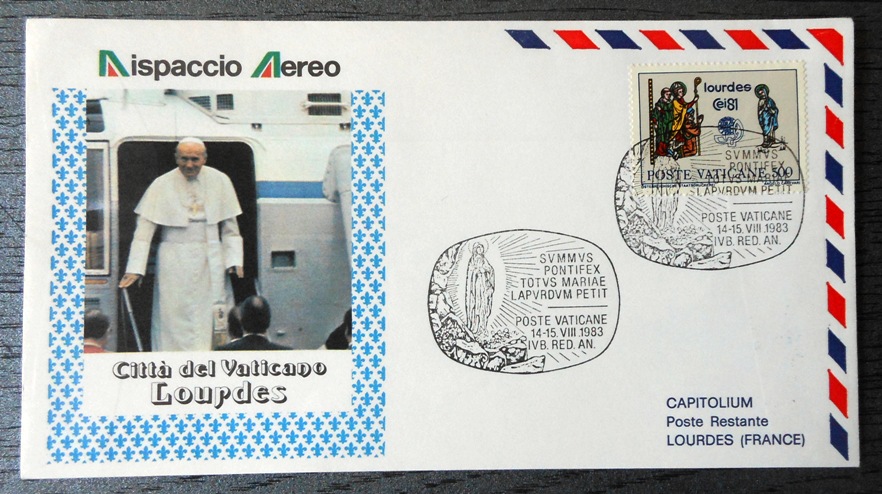 Dispaccio Aereo
lourdes
cei81
POSTE VATICANE 500
SVMMVS
PONTIFEX
TOTVS MARIAE
LAPVRDVM PETIT
POSTE VATICANE
14-15. VIII 1983
IVB. RED. AN.
SVMMVS
PONTIFEX
TOTVS MARIAE
LAPVRDVM PETIT
POSTE VATICANE
14-15. VIII 1983
IVB. RED. AN.
Città del Vaticano
Lourdes
CAPITOLIUM
Poste Restante
LOURDES (FRANCE)